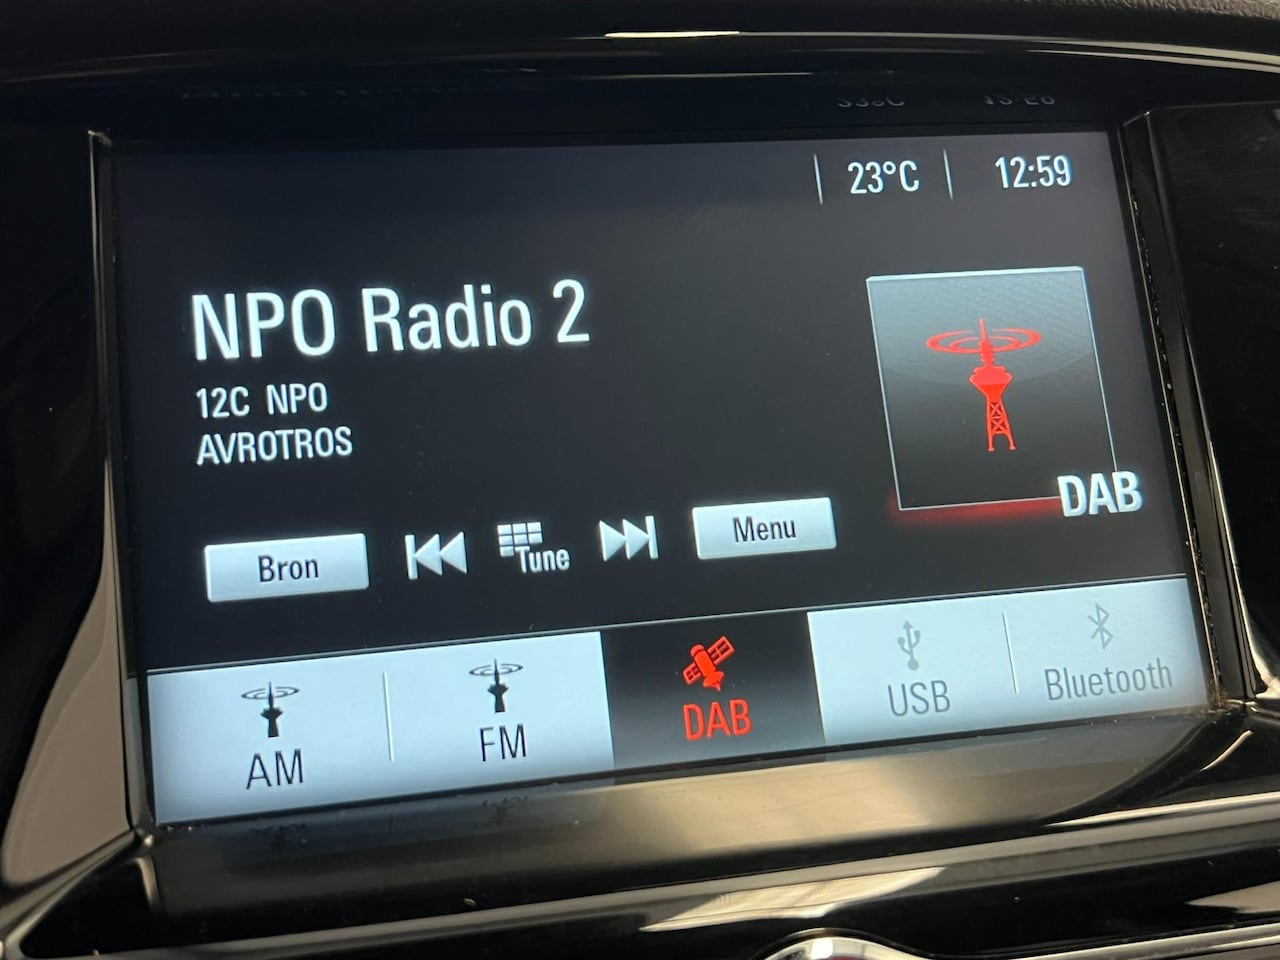 23°C 12:59
NPO Radio 2
12C NPO
AVROTROS
DAB
Bron Tune Menu
AM FM DAB USB Bluetooth